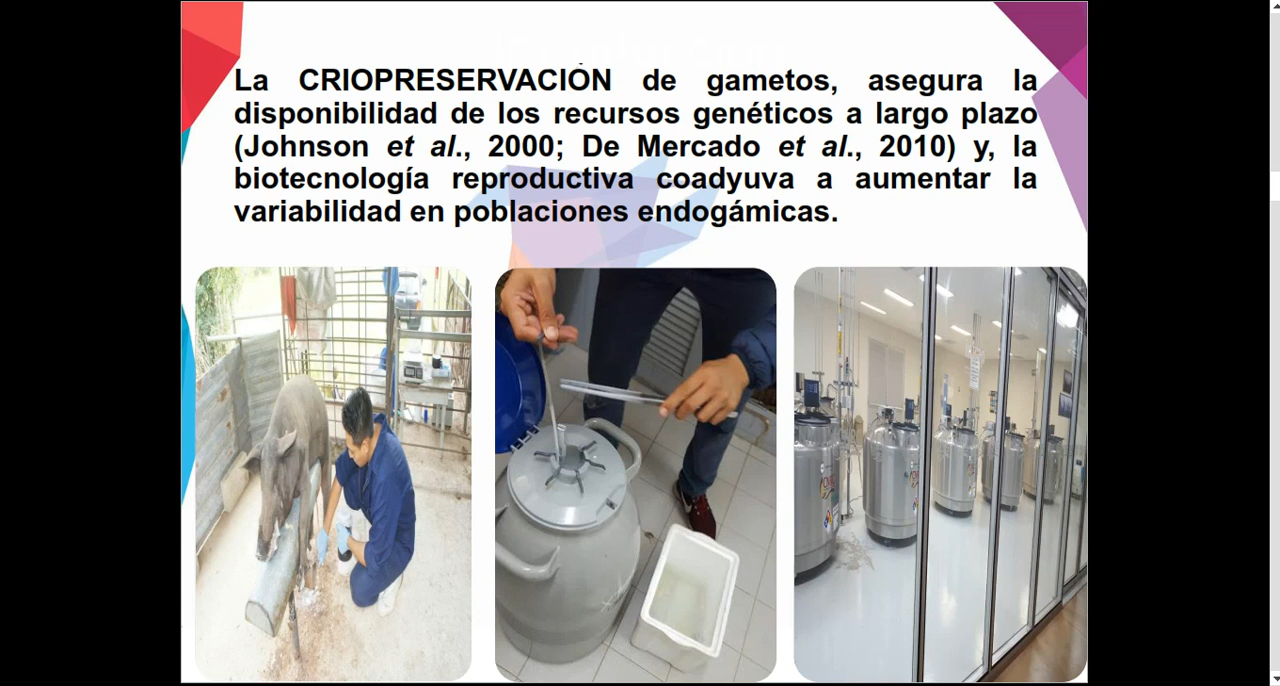 La CRIOPRESERVACIÓN de gametos, asegura la
disponibilidad de los recursos genéticos a largo plazo
(Johnson et al., 2000; De Mercado et al., 2010) y, la
biotecnología reproductiva coadyuva a aumentar la
variabilidad en poblaciones endogámicas.